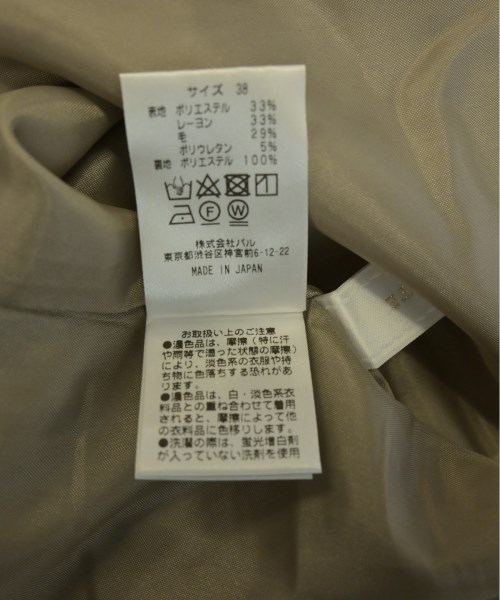 サイズ 38
表地 ポリエステル 33%
レーヨン 33%
毛 29%
ポリウレタン 5%
裏地 ポリエステル 100%
F W
株式会社パル
東京都渋谷区神宮前6-12-22
MADE IN JAPAN
お取扱い上のご注意
●濃色品は、摩擦(特に汗
や雨等で湿った状態の摩擦)
により、淡色系の衣服や持
ち物に色落ちする恐れがあ
ります。
●濃色品は、白・淡色系衣
料品との重ね合わせて着用
されると、摩擦によって他
の衣料品に色移りします。
●洗濯の際は、蛍光増白剤
が入っていない洗剤を使用